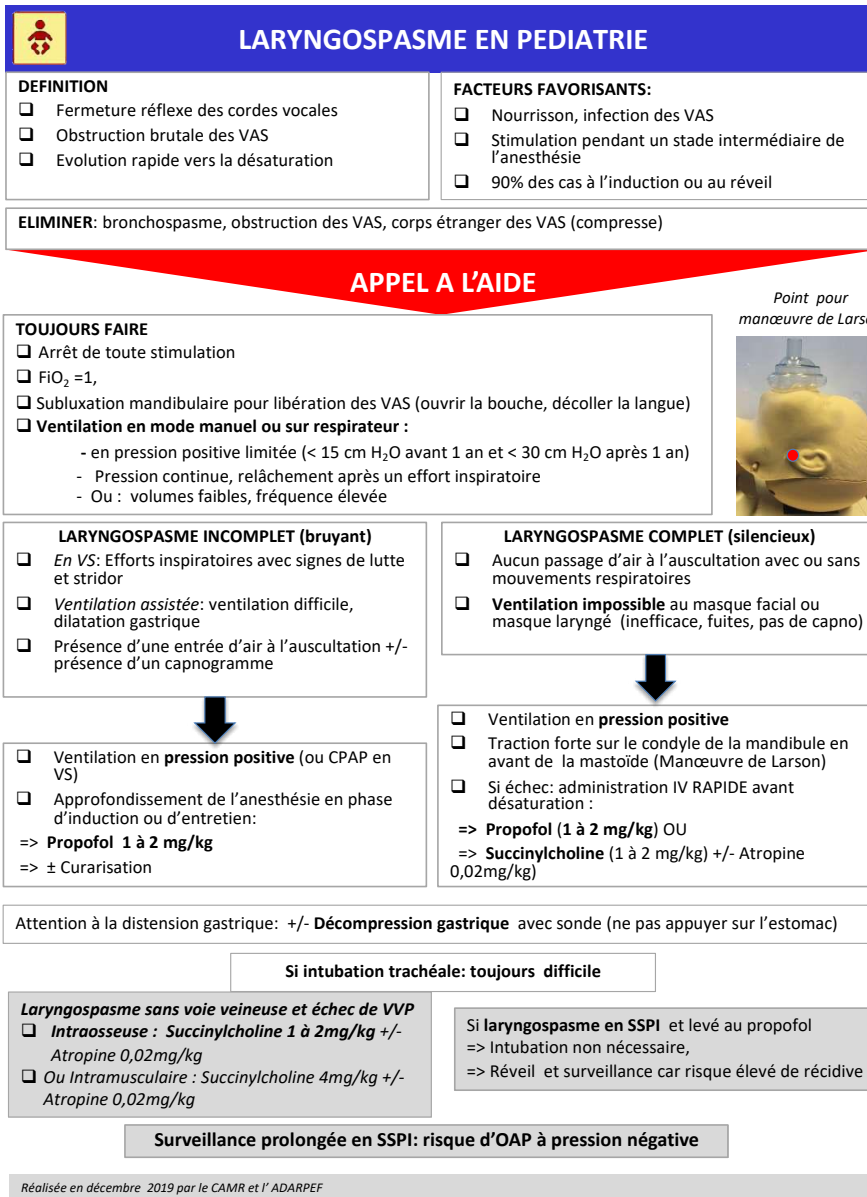 LARYNGOSPASME EN PEDIATRIE
DEFINITION
❑ Fermeture réflexe des cordes vocales
❑ Obstruction brutale des VAS
❑ Evolution rapide vers la désaturation
FACTEURS FAVORISANTS:
❑ Nourrisson, infection des VAS
❑ Stimulation pendant un stade intermédiaire de
l’anesthésie
❑ 90% des cas à l’induction ou au réveil
ELIMINER: bronchospasme, obstruction des VAS, corps étranger des VAS (compresse)
APPEL A L’AIDE
Point pour
manœuvre de Larso
TOUJOURS FAIRE
❑ Arrêt de toute stimulation
❑ FiO2 =1,
❑ Subluxation mandibulaire pour libération des VAS (ouvrir la bouche, décoller la langue)
❑ Ventilation en mode manuel ou sur respirateur :
- en pression positive limitée (< 15 cm H2O avant 1 an et < 30 cm H2O après 1 an)
- Pression continue, relâchement après un effort inspiratoire
- Ou : volumes faibles, fréquence élevée
LARYNGOSPASME INCOMPLET (bruyant)
❑ En VS: Efforts inspiratoires avec signes de lutte
et stridor
❑ Ventilation assistée: ventilation difficile,
dilatation gastrique
❑ Présence d’une entrée d’air à l’auscultation +/-
présence d’un capnogramme
LARYNGOSPASME COMPLET (silencieux)
❑ Aucun passage d’air à l’auscultation avec ou sans
mouvements respiratoires
❑ Ventilation impossible au masque facial ou
masque laryngé (inefficace, fuites, pas de capno)
❑ Ventilation en pression positive (ou CPAP en
VS)
❑ Approfondissement de l’anesthésie en phase
d’induction ou d’entretien:
=> Propofol 1 à 2 mg/kg
=> ± Curarisation
❑ Ventilation en pression positive
❑ Traction forte sur le condyle de la mandibule en
avant de la mastoïde (Manœuvre de Larson)
❑ Si échec: administration IV RAPIDE avant
désaturation :
=> Propofol (1 à 2 mg/kg) OU
=> Succinylcholine (1 à 2 mg/kg) +/- Atropine
0,02mg/kg)
Attention à la distension gastrique: +/- Décompression gastrique avec sonde (ne pas appuyer sur l’estomac)
Si intubation trachéale: toujours difficile
Laryngospasme sans voie veineuse et échec de VVP
❑ Intraosseuse : Succinylcholine 1 à 2mg/kg +/-
Atropine 0,02mg/kg
❑ Ou Intramusculaire : Succinylcholine 4mg/kg +/-
Atropine 0,02mg/kg
Si laryngospasme en SSPI et levé au propofol
=> Intubation non nécessaire,
=> Réveil et surveillance car risque élevé de récidive
Surveillance prolongée en SSPI: risque d’OAP à pression négative
Réalisée en décembre 2019 par le CAMR et l’ ADARPEF